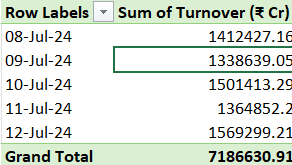 Row Labels Sum of Turnover (₹ Cr)
08-Jul-24 1412427.16
09-Jul-24 1338639.05
10-Jul-24 1501413.29
11-Jul-24 1364852.2
12-Jul-24 1569299.21
Grand Total 7186630.91